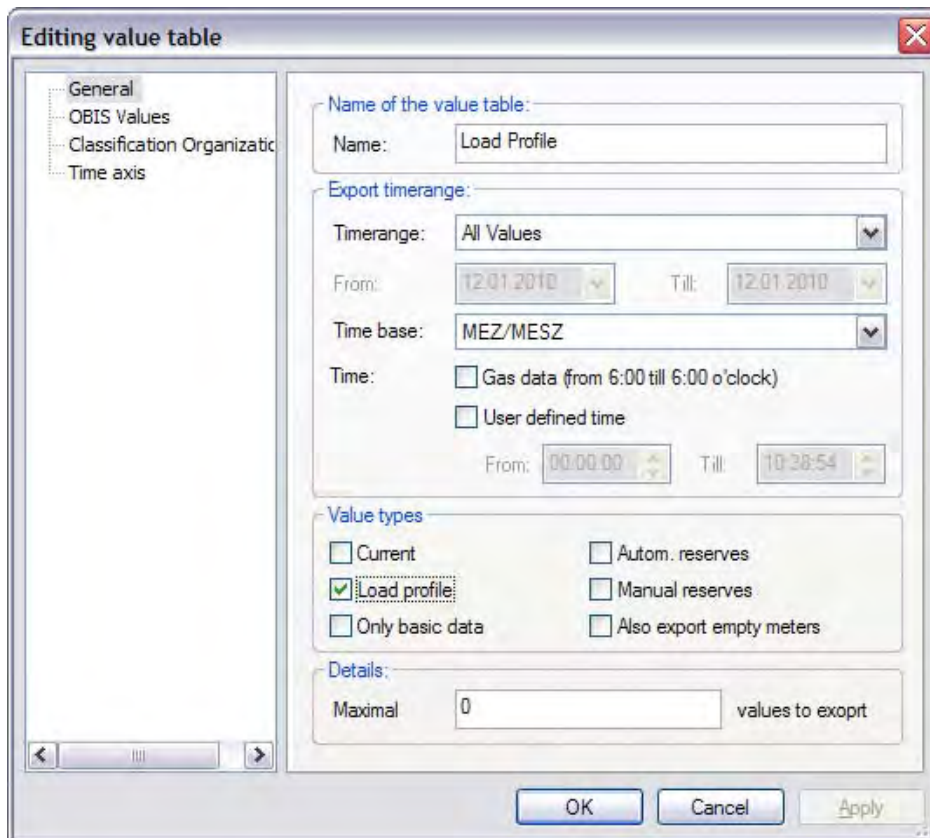 Editing value table
General
OBIS Values
Classification Organizatic
Time axis
Name of the value table:
Name: Load Profile
Export timerange:
Timerange: All Values
From: 12.01.2010 Till: 12.01.2010
Time base: MEZ/MESZ
Time: Gas data (from 6:00 till 6:00 o'clock)
User defined time
From: 00:00:00 Till: 10:38:54
Value types
Current Autom. reserves
Load profile Manual reserves
Only basic data Also export empty meters
Details:
Maximal 0 values to exoprt
OK Cancel Apply